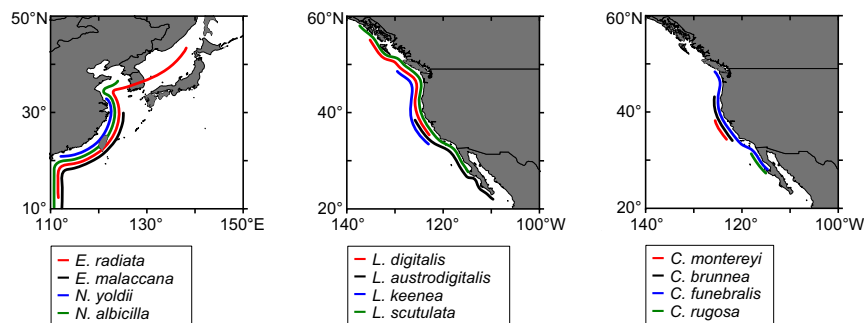 50°N
30°
10°
110° 130° 150°E
E. radiata
E. malaccana
N. yoldii
N. albicilla
60°N
40°
20°
140° 120° 100°W
L. digitalis
L. austrodigitalis
L. keenea
L. scutulata
60°N
40°
20°
140° 120° 100°W
C. montereyi
C. brunnea
C. funebralis
C. rugosa